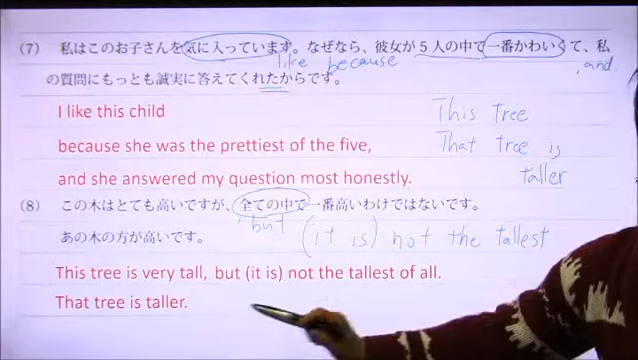 (7) 私はこのお子さんを気に入っています。なぜなら、彼女が5人の中で一番かわいくて、私
like because , and
の質問にもっとも誠実に答えてくれたからです。
I like this child This tree
because she was the prettiest of the five, That tree is
and she answered my question most honestly. taller
(8) この木はとても高いですが、全ての中で一番高いわけではないです。
but (it is) not the tallest
あの木の方が高いです。
This tree is very tall, but (it is) not the tallest of all.
That tree is taller.